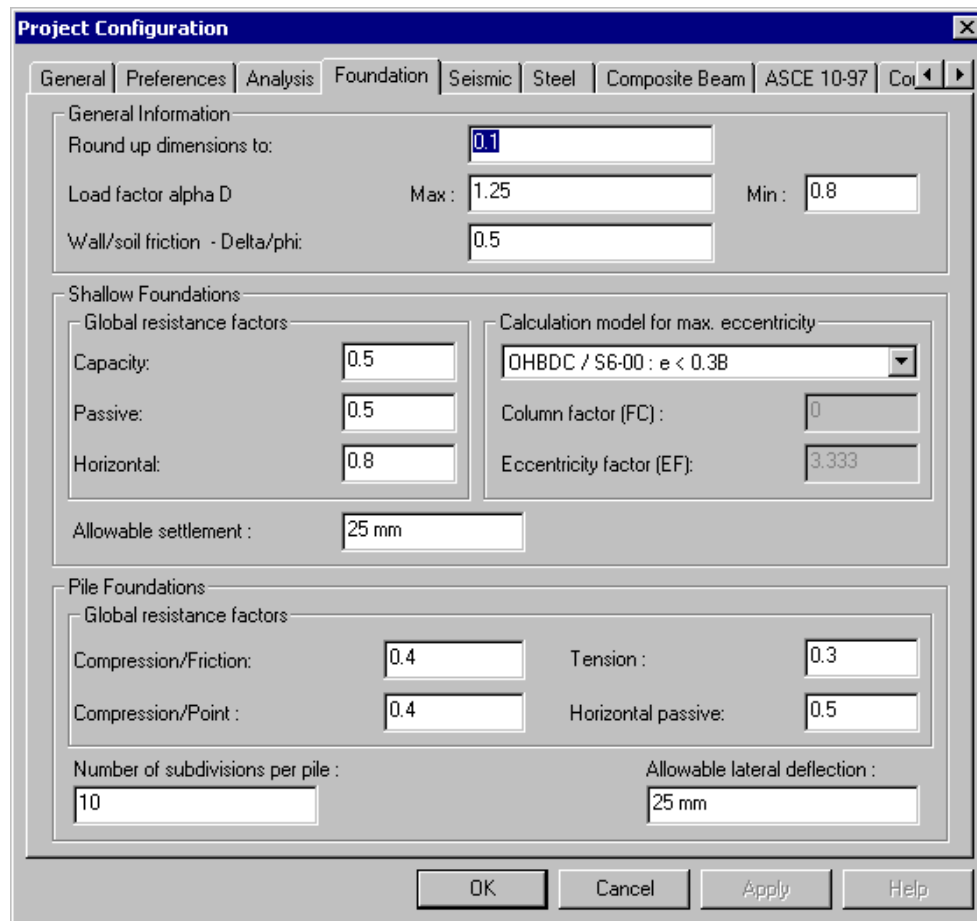 Project Configuration
General Preferences Analysis Foundation Seismic Steel Composite Beam ASCE 10-97
General Information
Round up dimensions to: 0.1
Load factor alpha D Max : 1.25 Min : 0.8
Wall/soil friction - Delta/phi: 0.5
Shallow Foundations
Global resistance factors
Capacity: 0.5
Passive: 0.5
Horizontal: 0.8
Calculation model for max. eccentricity
OHBDC / S6-00 : e < 0.3B
Column factor (FC) : 0
Eccentricity factor (EF): 3.333
Allowable settlement : 25 mm
Pile Foundations
Global resistance factors
Compression/Friction: 0.4 Tension : 0.3
Compression/Point : 0.4 Horizontal passive: 0.5
Number of subdivisions per pile : Allowable lateral deflection :
10 25 mm
OK Cancel Apply Help